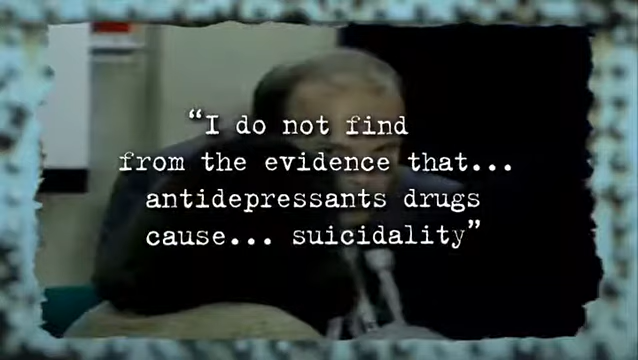 “I do not find
from the evidence that...
antidepressants drugs
cause... suicidality”